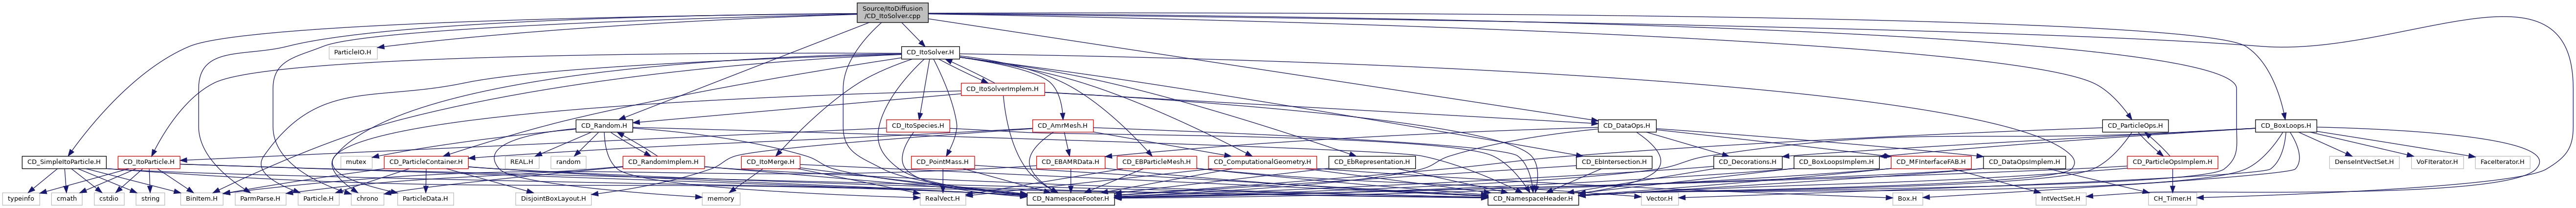 Source/ItoDiffusion
/CD_ItoSolver.cpp
ParticleIO.H
CD_ItoSolver.H
CD_ItoSolverImplem.H
CD_Random.H
CD_ItoSpecies.H
CD_AmrMesh.H
CD_DataOps.H
CD_ParticleOps.H
CD_BoxLoops.H
CD_SimpleItoParticle.H
CD_ItoParticle.H
mutex
CD_ParticleContainer.H
REAL.H
random
CD_RandomImplem.H
CD_ItoMerge.H
CD_PointMass.H
CD_EBAMRData.H
CD_EBParticleMesh.H
CD_ComputationalGeometry.H
CD_EbRepresentation.H
CD_EbIntersection.H
CD_Decorations.H
CD_BoxLoopsImplem.H
CD_MFInterfaceFAB.H
CD_DataOpsImplem.H
CD_ParticleOpsImplem.H
DenseIntVectSet.H
VoFIterator.H
FaceIterator.H
typeinfo
cmath
cstdio
string
BinItem.H
ParmParse.H
Particle.H
chrono
ParticleData.H
DisjointBoxLayout.H
memory
RealVect.H
CD_NamespaceFooter.H
CD_NamespaceHeader.H
Vector.H
Box.H
IntVectSet.H
CH_Timer.H